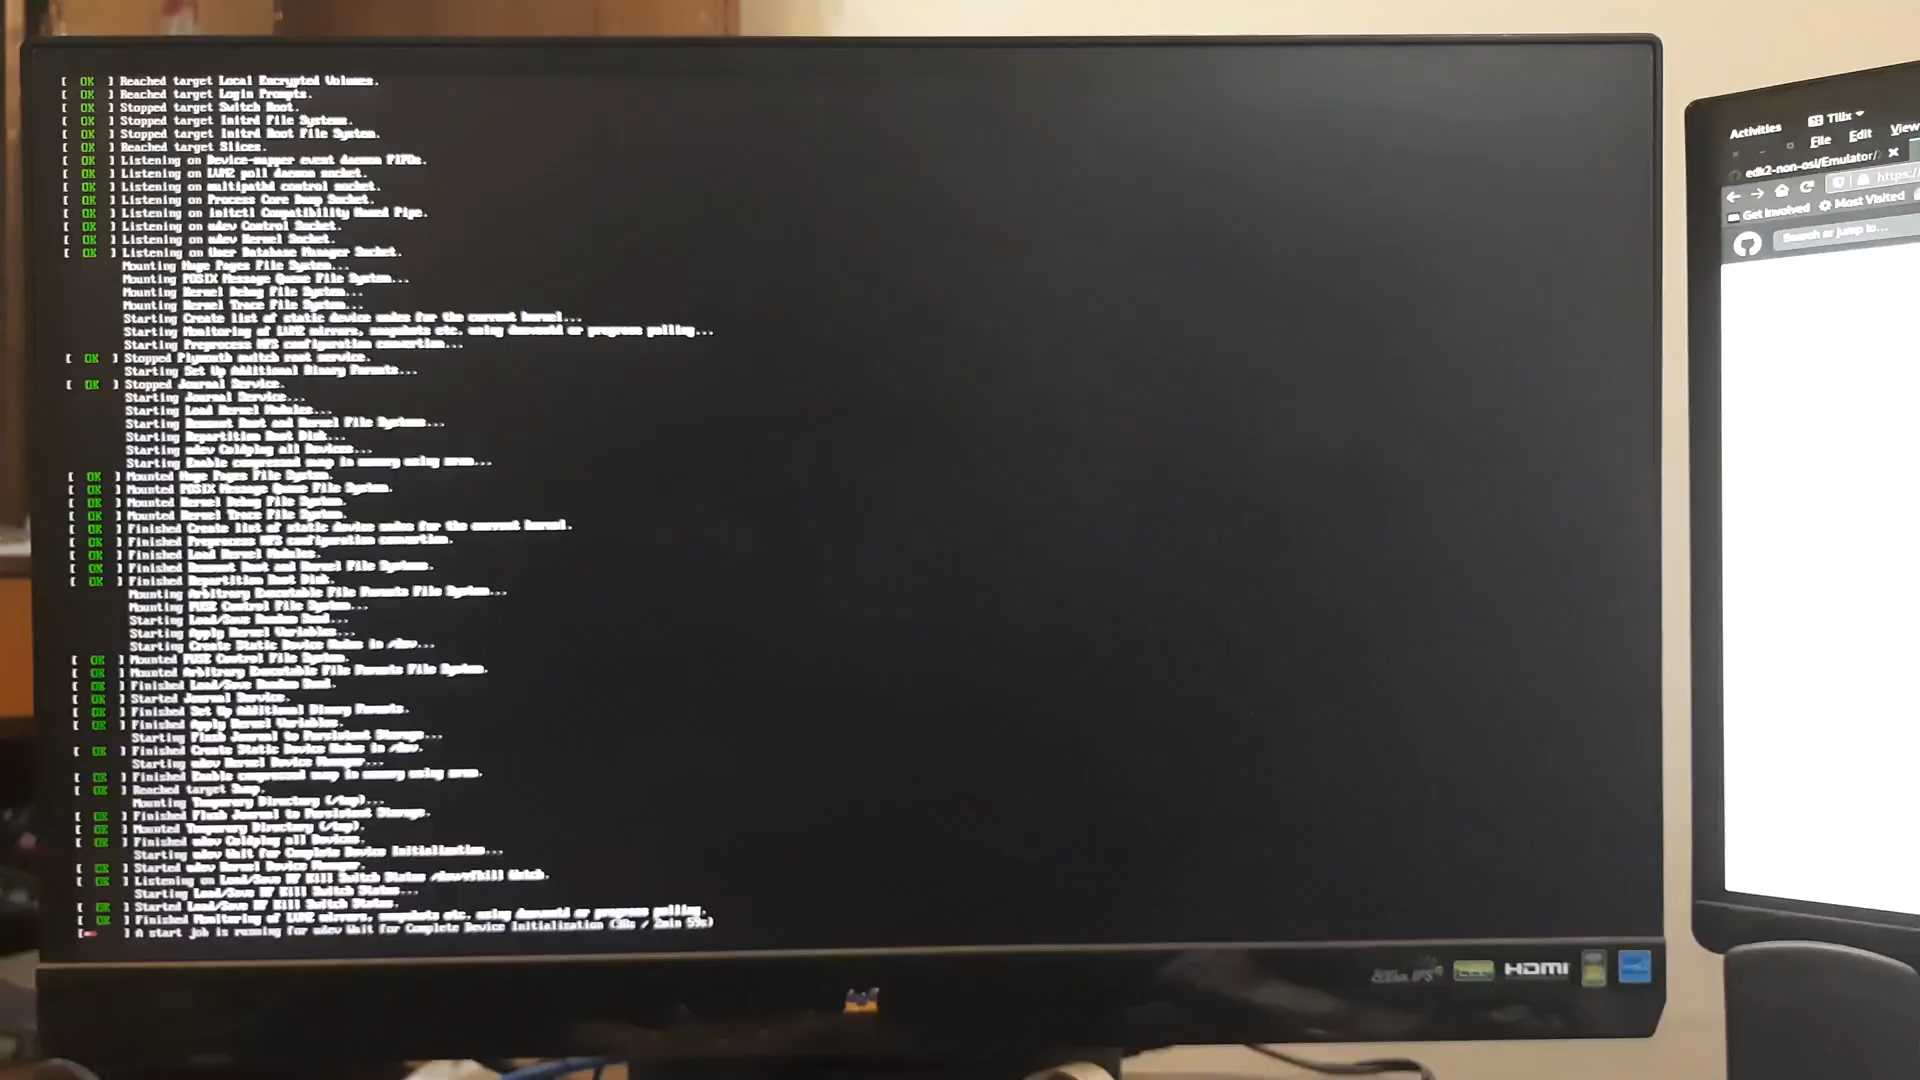 [  OK  ] Reached target Local Encrypted Volumes.
[  OK  ] Reached target Login Prompts.
[  OK  ] Stopped target Switch Root.
[  OK  ] Stopped target Initrd File Systems.
[  OK  ] Stopped target Initrd Root File System.
[  OK  ] Reached target Slices.
[  OK  ] Listening on Device-mapper event daemon FIFOs.
[  OK  ] Listening on LVM2 poll daemon socket.
[  OK  ] Listening on multipathd control socket.
[  OK  ] Listening on Process Core Dump Socket.
[  OK  ] Listening on initctl Compatibility Named Pipe.
[  OK  ] Listening on udev Control Socket.
[  OK  ] Listening on udev Kernel Socket.
[  OK  ] Listening on User Database Manager Socket.
Mounting Huge Pages File System...
Mounting POSIX Message Queue File System...
Mounting Kernel Debug File System...
Mounting Kernel Trace File System...
Starting Create list of static device nodes for the current kernel...
Starting Monitoring of LVM2 mirrors, snapshots etc. using dmeventd or progress polling...
Starting Preprocess NFS configuration convertion...
[  OK  ] Stopped Plymouth switch root service.
Starting Set Up Additional Binary Formats...
[  OK  ] Stopped Journal Service.
Starting Journal Service...
Starting Load Kernel Modules...
Starting Remount Root and Kernel File Systems...
Starting Repartition Root Disk...
Starting udev Coldplug all Devices...
Starting Enable compressed swap in memory using zram...
[  OK  ] Mounted Huge Pages File System.
[  OK  ] Mounted POSIX Message Queue File System.
[  OK  ] Mounted Kernel Debug File System.
[  OK  ] Mounted Kernel Trace File System.
[  OK  ] Finished Create list of static device nodes for the current kernel.
[  OK  ] Finished Preprocess NFS configuration convertion.
[  OK  ] Finished Load Kernel Modules.
[  OK  ] Finished Remount Root and Kernel File Systems.
[  OK  ] Finished Repartition Root Disk.
Mounting Arbitrary Executable File Formats File System...
Mounting FUSE Control File System...
Starting Load/Save Random Seed...
Starting Apply Kernel Variables...
Starting Create Static Device Nodes in /dev...
[  OK  ] Mounted FUSE Control File System.
[  OK  ] Mounted Arbitrary Executable File Formats File System.
[  OK  ] Finished Load/Save Random Seed.
[  OK  ] Started Journal Service.
[  OK  ] Finished Set Up Additional Binary Formats.
[  OK  ] Finished Apply Kernel Variables.
Starting Flush Journal to Persistent Storage...
[  OK  ] Finished Create Static Device Nodes in /dev.
Starting udev Kernel Device Manager...
[  OK  ] Finished Enable compressed swap in memory using zram.
[  OK  ] Reached target Swap.
Mounting Temporary Directory (/tmp)...
[  OK  ] Finished Flush Journal to Persistent Storage.
[  OK  ] Mounted Temporary Directory (/tmp).
[  OK  ] Finished udev Coldplug all Devices.
Starting udev Wait for Complete Device Initialization...
[  OK  ] Started udev Kernel Device Manager.
[  OK  ] Listening on Load/Save RF Kill Switch Status /dev/rfkill Watch.
Starting Load/Save RF Kill Switch Status...
[  OK  ] Started Load/Save RF Kill Switch Status.
[  OK  ] Finished Monitoring of LVM2 mirrors, snapshots etc. using dmeventd or progress polling.
A start job is running for udev Wait for Complete Device Initialization / 2min 59s)
HDMI
Activities Tilix
File Edit View
edk2-non-osi/Emulator/
https:/
Get Involved Most Visited
Search or jump to...